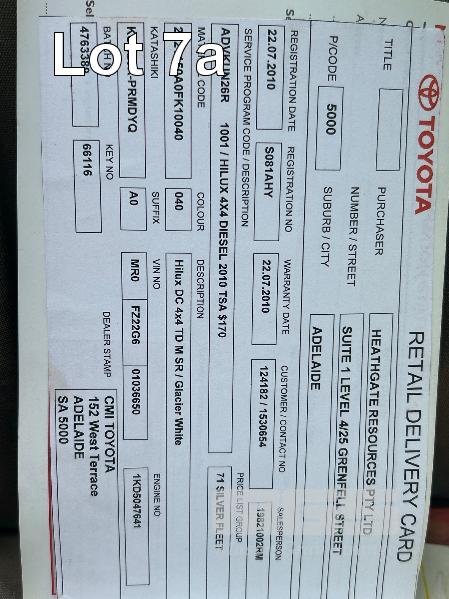 Lot 7a
TOYOTA
RETAIL DELIVERY CARD
TITLE
PURCHASER
HEATHGATE RESOURCES PTY LTD
NUMBER / STREET
SUITE 1 LEVEL 4/25 GRENFELL STREET
P/CODE
5000
SUBURB / CITY
ADELAIDE
REGISTRATION DATE
REGISTRATION NO
WARRANTY DATE
CUSTOMER / CONTACT NO
SALESPERSON
22.07.2010
S081AHY
22.07.2010
124182 / 1530654
19821002RM
SERVICE PROGRAM CODE / DESCRIPTION
PRICE LIST GROUP
ADVKUN26R
1001 / HILUX 4X4 DIESEL 2010 TSA $170
71 SILVER FLEET
CODE
COLOUR
DESCRIPTION
A0FK10040
040
Hilux DC 4x4 TD M SR / Glacier White
KATASHIKI
SUFFIX
VIN NO
ENGINE NO
-PRMDYQ
A0
MR0
FZ22G6
01036650
1KD5047641
KEY NO
DEALER STAMP
66116
CMI TOYOTA
152 West Terrace
ADELAIDE
SA 5000